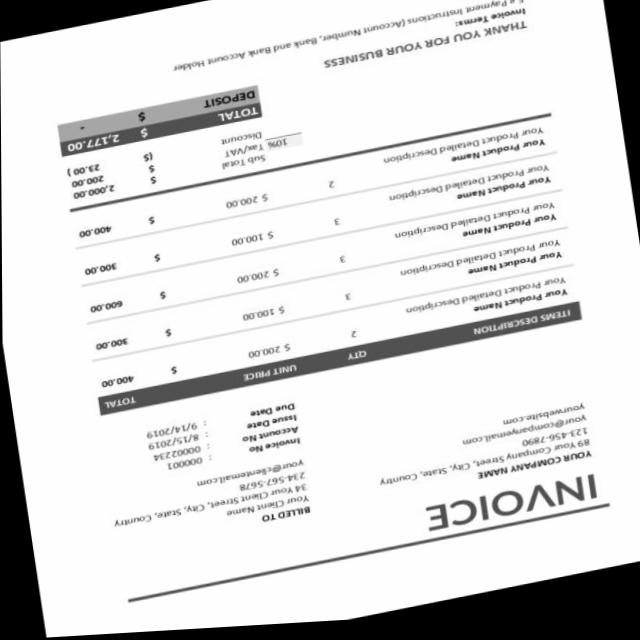 INVOICE
YOUR COMPANY NAME
89 Your Company Street, City, State, Country
123-456-7890
your@companyemail.com
yourwebsite.com
BILLED TO
Your Client Name
34 Your Client Street, City, State, Country
234-567-5678
your@clientemail.com
Invoice No : 000001
Account No : 00002234
Issue Date : 8/15/2019
Due Date : 9/14/2019
ITEMS DESCRIPTION QTY UNIT PRICE TOTAL
Your Product Name
Your Product Detailed Description 2 $ 200.00 $ 400.00
Your Product Name
Your Product Detailed Description 3 $ 100.00 $ 300.00
Your Product Name
Your Product Detailed Description 3 $ 200.00 $ 600.00
Your Product Name
Your Product Detailed Description 3 $ 100.00 $ 300.00
Your Product Name
Your Product Detailed Description 2 $ 200.00 $ 400.00
Sub Total $ 2,000.00
10% Tax/VAT $ 200.00
Discount ($ 23.00 )
TOTAL $ 2,177.00
DEPOSIT $ -
THANK YOU FOR YOUR BUSINESS
Invoice Terms:
Payment Instructions (Account Number, Bank and Bank Account Holder